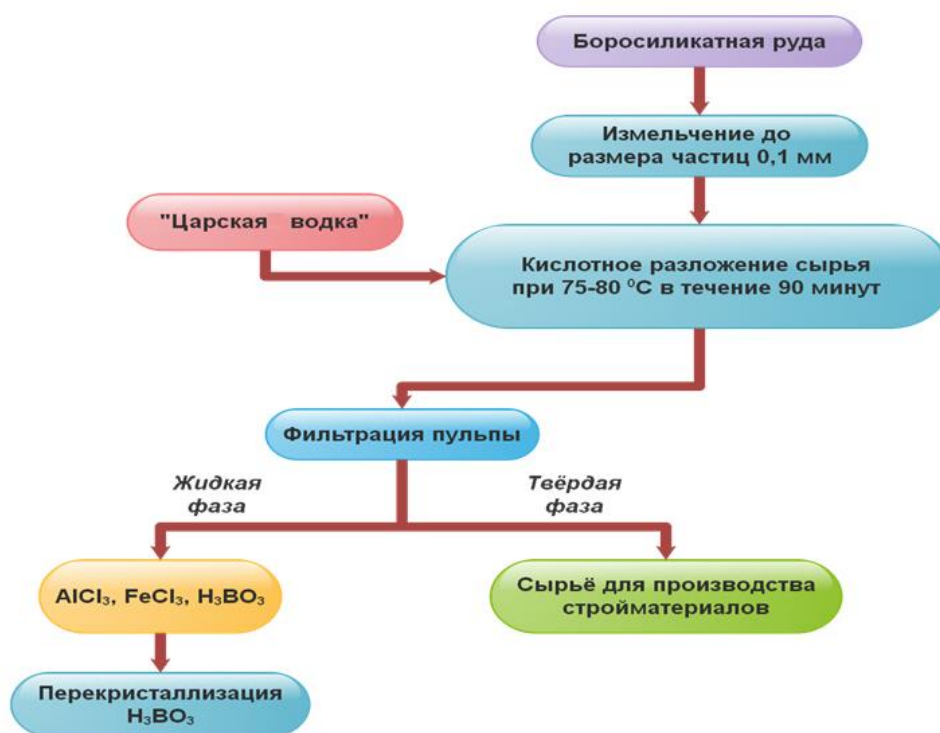 Боросиликатная руда
Измельчение до
размера частиц 0,1 мм
"Царская водка"
Кислотное разложение сырья
при 75-80 ⁰С в течение 90 минут
Фильтрация пульпы
Жидкая
фаза
Твёрдая
фаза
AlCl₃, FeCl₃, H₃BO₃
Сырьё для производства
стройматериалов
Перекристаллизация
H₃BO₃